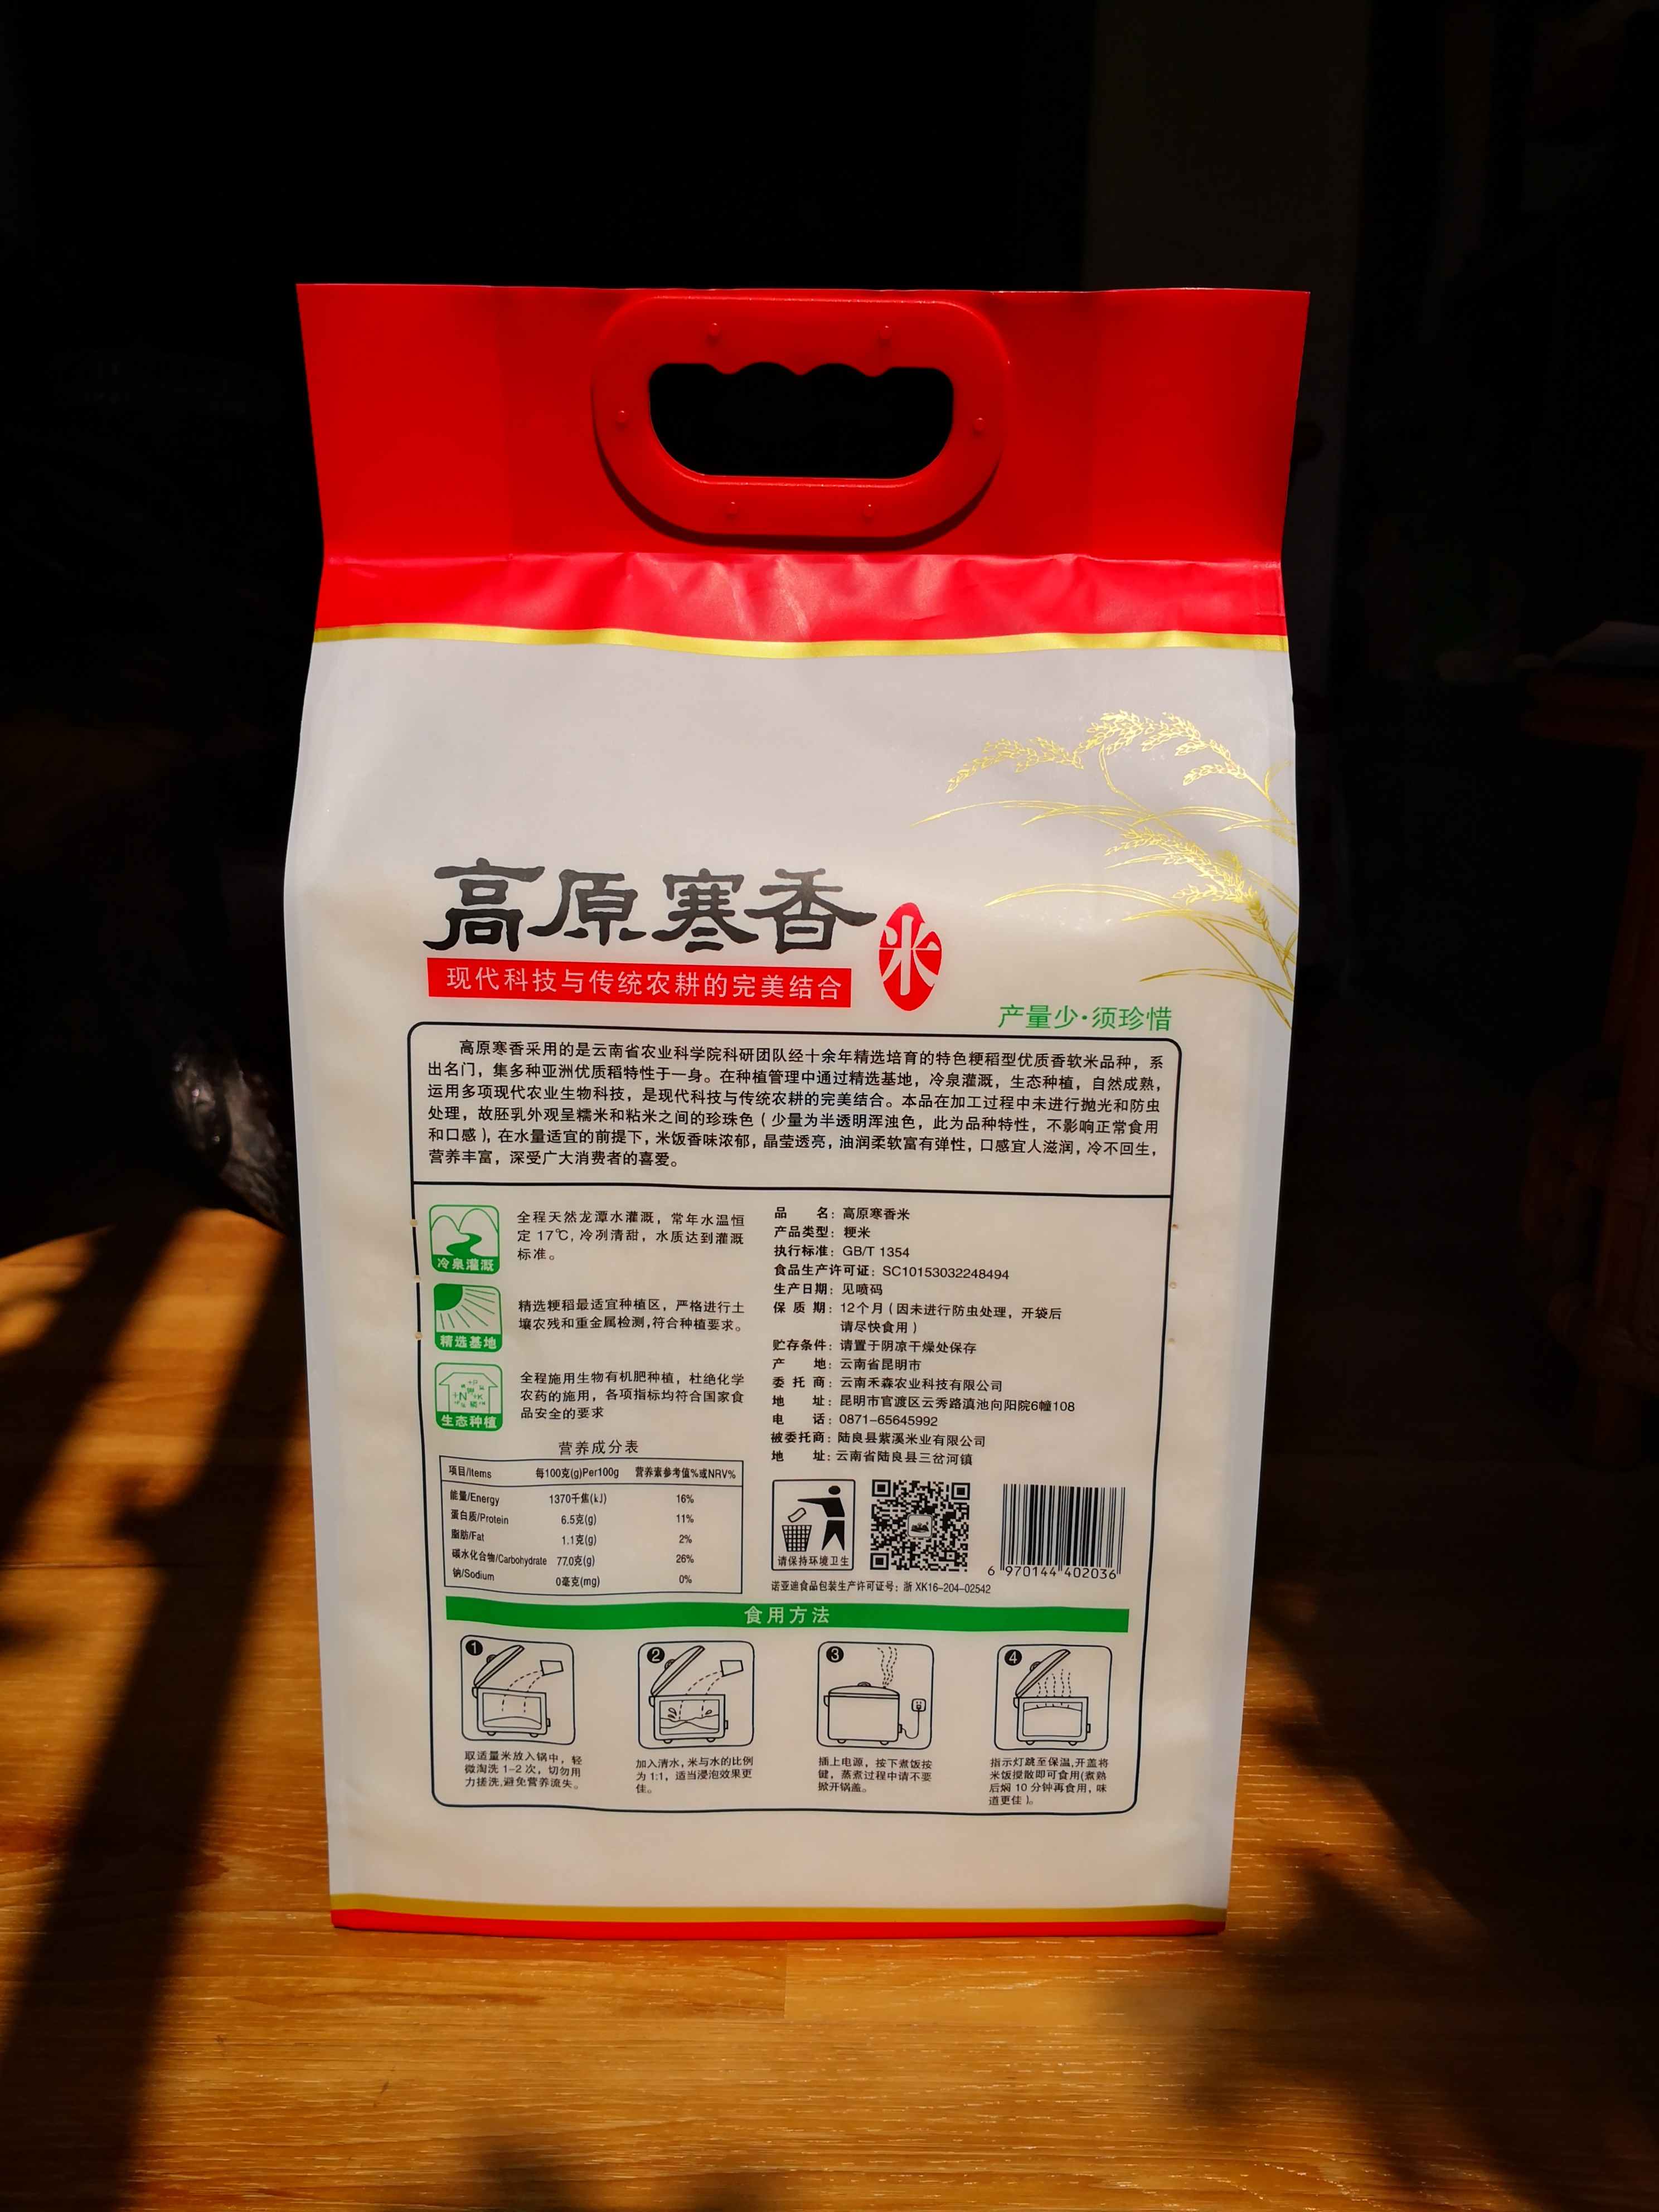 高原寒香
米
现代科技与传统农耕的完美结合
产量少·须珍惜
高原寒香采用的是云南省农业科学院科研团队经十余年精选培育的特色粳稻型优质香软米品种，系
出名门，集多种亚洲优质稻特性于一身。在种植管理中通过精选基地，冷泉灌溉，生态种植，自然成熟，
运用多项现代农业生物科技，是现代科技与传统农耕的完美结合。本品在加工过程中未进行抛光和防虫
处理，故胚乳外观呈糯米和粘米之间的珍珠色（少量为半透明浑浊色，此为品种特性，不影响正常食用
和口感），在水量适宜的前提下，米饭香味浓郁，晶莹透亮，油润柔软富有弹性，口感宜人滋润，冷不回生，
营养丰富，深受广大消费者的喜爱。
冷泉灌溉
全程天然龙潭水灌溉，常年水温恒
定 17℃，冷冽清甜，水质达到灌溉
标准。
精选基地
精选粳稻最适宜种植区，严格进行土
壤农残和重金属检测，符合种植要求。
生态种植
全程施用生物有机肥种植，杜绝化学
农药的施用，各项指标均符合国家食
品安全的要求
营养成分表
项目/Items 每100克(g)Per100g 营养素参考值%或NRV%
能量/Energy 1370千焦(kJ) 16%
蛋白质/Protein 6.5克(g) 11%
脂肪/Fat 1.1克(g) 2%
碳水化合物/Carbohydrate 77.0克(g) 26%
钠/Sodium 0毫克(mg) 0%
品 名：高原寒香米
产品类型：粳米
执行标准：GB/T 1354
食品生产许可证：SC10153032248494
生产日期：见喷码
保 质 期：12个月（因未进行防虫处理，开袋后
请尽快食用）
贮存条件：请置于阴凉干燥处保存
产 地：云南省昆明市
委 托 商：云南禾森农业科技有限公司
地 址：昆明市官渡区云秀路滇池向阳院6幢108
电 话：0871-65645992
被委托商：陆良县紫溪米业有限公司
地 址：云南省陆良县三岔河镇
请保持环境卫生
6 970144 402036
诺亚迪食品包装生产许可证号：浙 XK16-204-02542
食用方法
1
取适量米放入锅中，轻
微淘洗 1-2 次，切勿用
力搓洗，避免营养流失。
2
加入清水，米与水的比例
为 1:1，适当浸泡效果更
佳。
3
插上电源，按下煮饭按
键，蒸煮过程中请不要
掀开锅盖。
4
指示灯跳至保温，开盖将
米饭搅散即可食用(煮熟
后焖 10 分钟再食用，味
道更佳）。